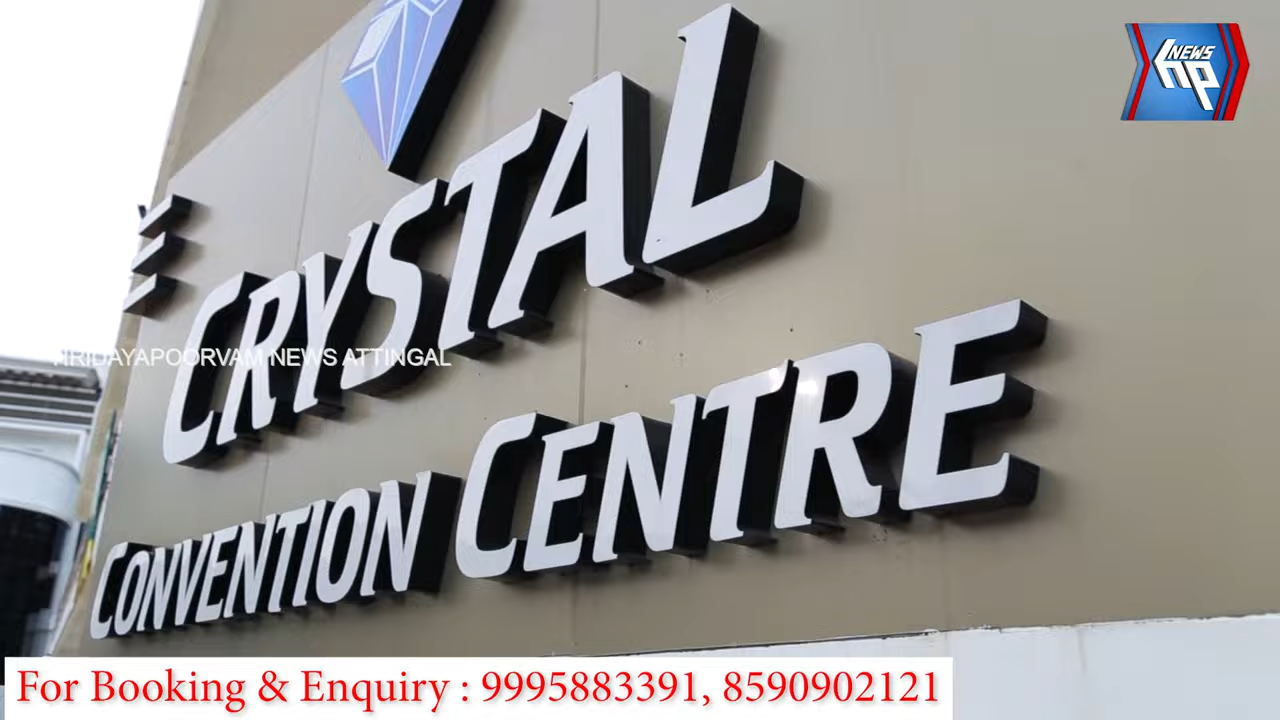 NEWS
hp
CRYSTAL
HRIDAYAPOORVAM NEWS ATTINGAL
CONVENTION CENTRE
For Booking & Enquiry : 9995883391, 8590902121